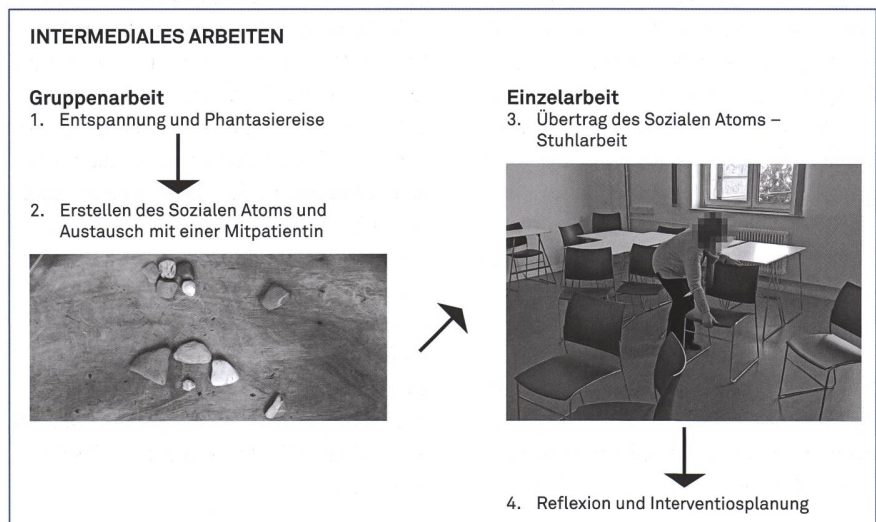 INTERMEDIALES ARBEITEN
Gruppenarbeit
1. Entspannung und Phantasiereise
2. Erstellen des Sozialen Atoms und
Austausch mit einer Mitpatientin
Einzelarbeit
3. Übertrag des Sozialen Atoms –
Stuhlarbeit
4. Reflexion und Interventiosplanung